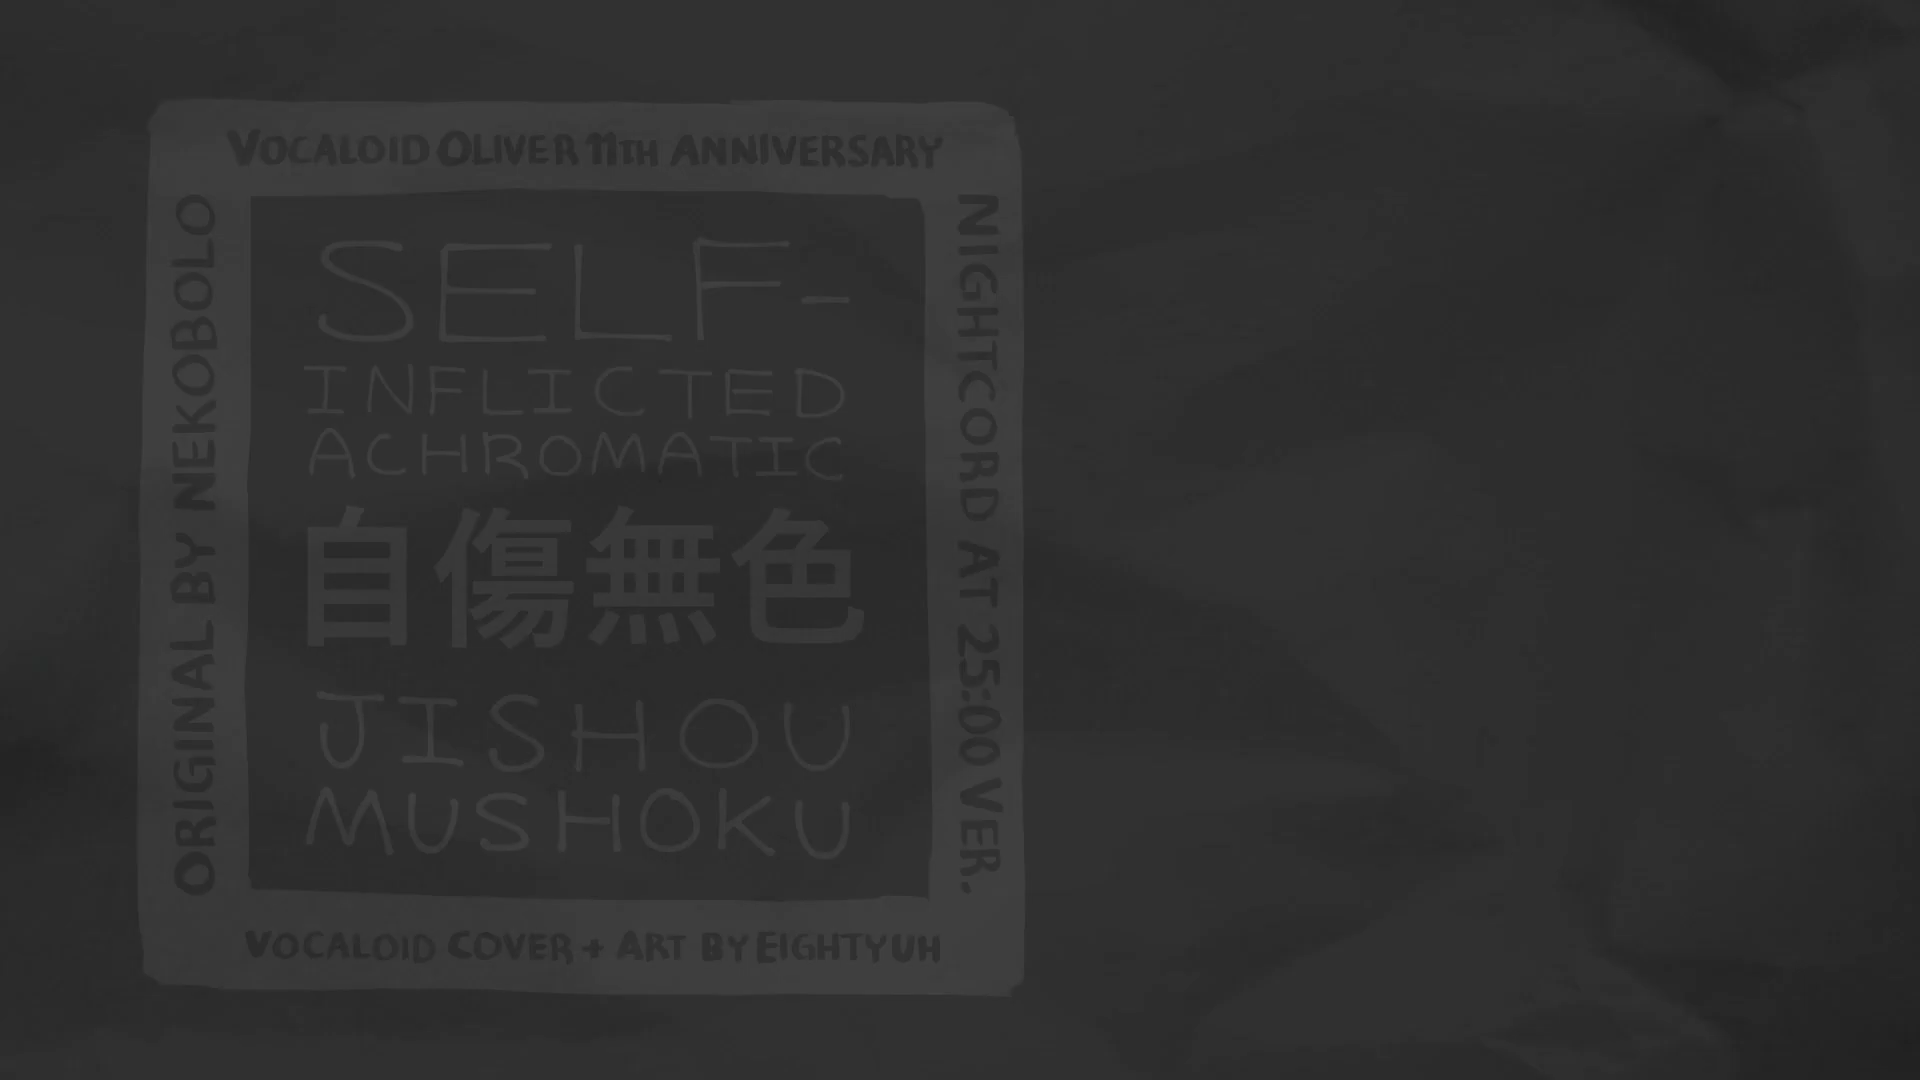 VOCALOID OLIVER 11TH ANNIVERSARY
ORIGINAL BY NEKOBOLO
SELF-
INFLICTED
ACHROMATIC
自傷無色
JISHOU
MUSHOKU
NIGHTCORD AT 25:00 VER.
VOCALOID COVER + ART BY EIGHTYUH